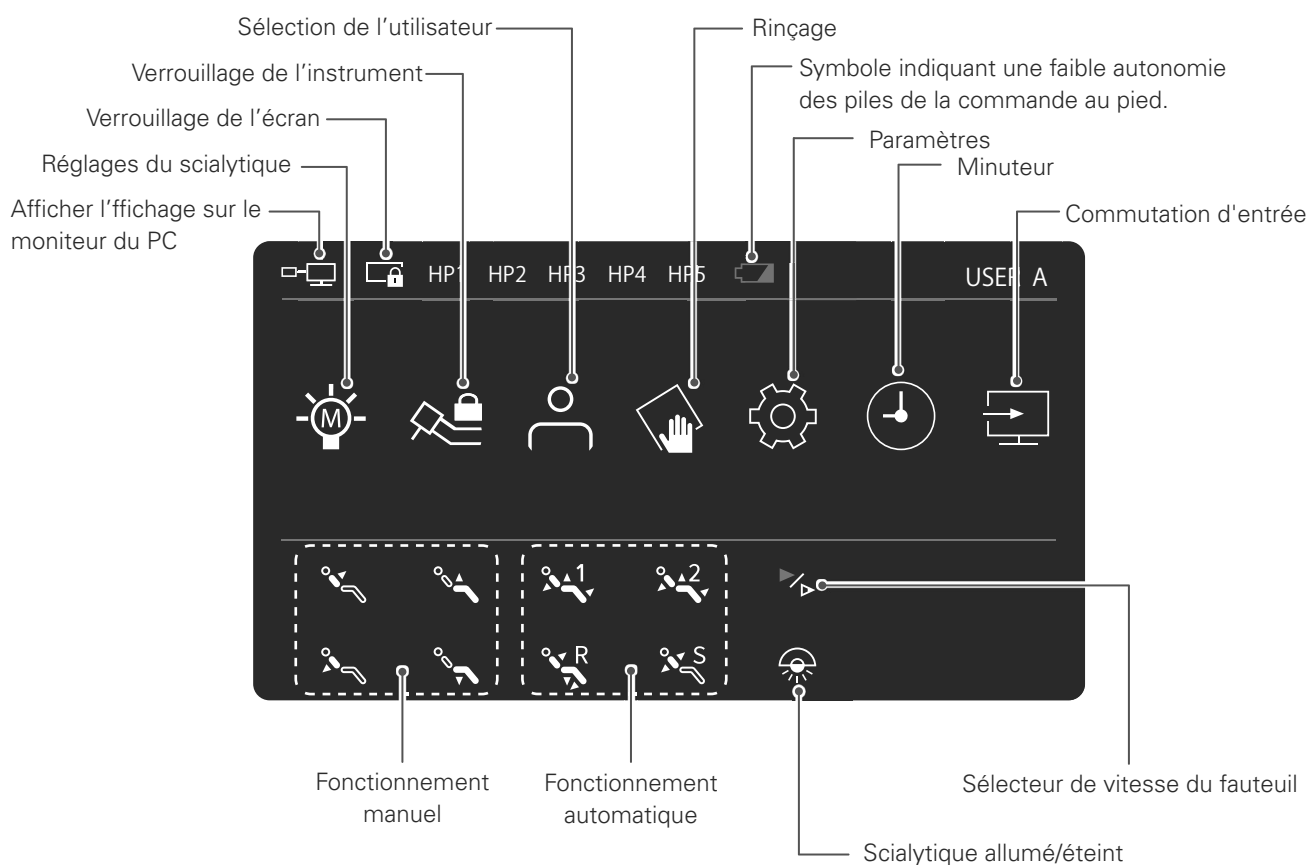 Sélection de l’utilisateur
Rinçage
Verrouillage de l’instrument
Symbole indiquant une faible autonomie
des piles de la commande au pied.
Verrouillage de l’écran
Paramètres
Réglages du scialytique
Minuteur
Afficher l’ffichage sur le
moniteur du PC
Commutation d'entrée
HP1 HP2 HP3 HP4 HP5 USER A
M
1 2
R S
Fonctionnement
manuel
Fonctionnement
automatique
Sélecteur de vitesse du fauteuil
Scialytique allumé/éteint